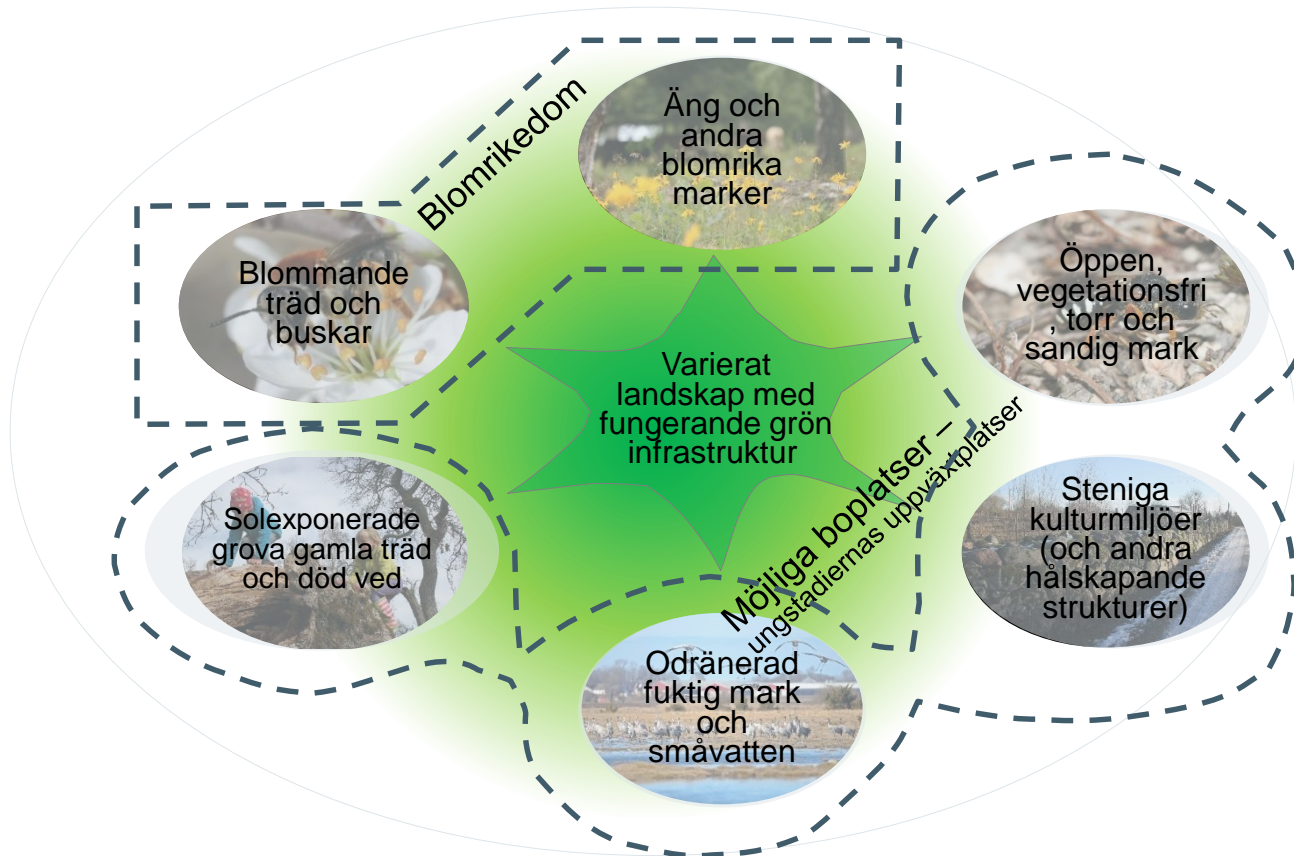 Blomrikedom
Äng och
andra
blomrika
marker
Blommande
träd och
buskar
Öppen,
vegetationsfri
, torr och
sandig mark
Varierat
landskap med
fungerande grön
infrastruktur
Möjliga boplatser –
ungstadiernas uppväxtplatser
Solexponerade
grova gamla träd
och död ved
Steniga
kulturmiljöer
(och andra
hålskapande
strukturer)
Odränerad
fuktig mark
och
småvatten